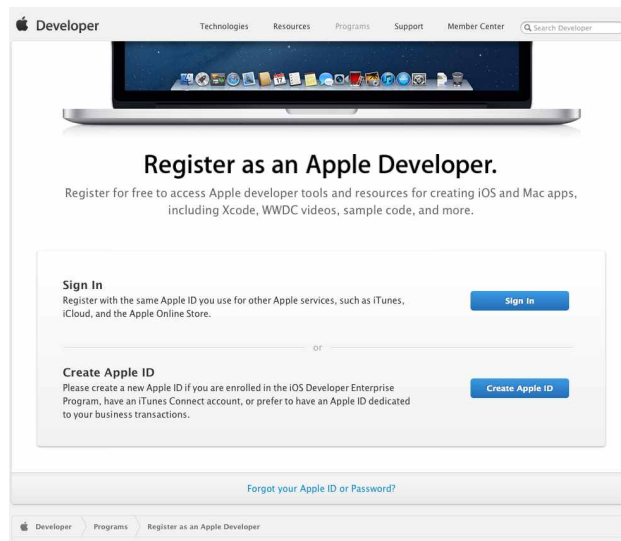 Developer
Technologies Resources Programs Support Member Center Search Developer
Register as an Apple Developer.
Register for free to access Apple developer tools and resources for creating iOS and Mac apps,
including Xcode, WWDC videos, sample code, and more.
Sign In
Register with the same Apple ID you use for other Apple services, such as iTunes,
iCloud, and the Apple Online Store.
Sign In
or
Create Apple ID
Please create a new Apple ID if you are enrolled in the iOS Developer Enterprise
Program, have an iTunes Connect account, or prefer to have an Apple ID dedicated
to your business transactions.
Create Apple ID
Forgot your Apple ID or Password?
Developer Programs Register as an Apple Developer